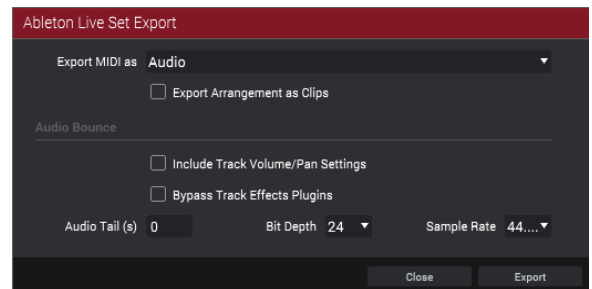 Ableton Live Set Export
Export MIDI as Audio
Export Arrangement as Clips
Audio Bounce
Include Track Volume/Pan Settings
Bypass Track Effects Plugins
Audio Tail (s) 0 Bit Depth 24 Sample Rate 44....
Close Export